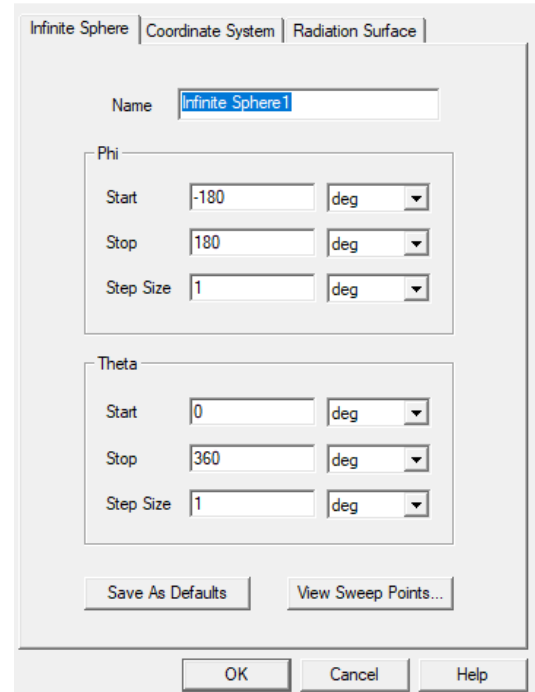 Infinite Sphere Coordinate System Radiation Surface
Name Infinite Sphere1
Phi
Start -180 deg
Stop 180 deg
Step Size 1 deg
Theta
Start 0 deg
Stop 360 deg
Step Size 1 deg
Save As Defaults View Sweep Points...
OK Cancel Help